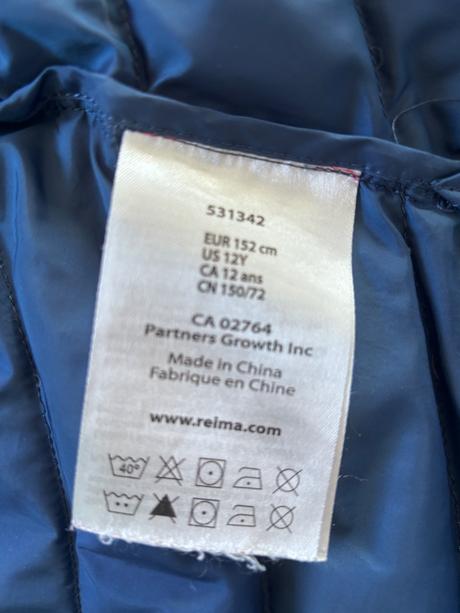 531342
EUR 152 cm
US 12Y
CA 12 ans
CN 150/72
CA 02764
Partners Growth Inc
Made in China
Fabrique en Chine
www.reima.com
40°